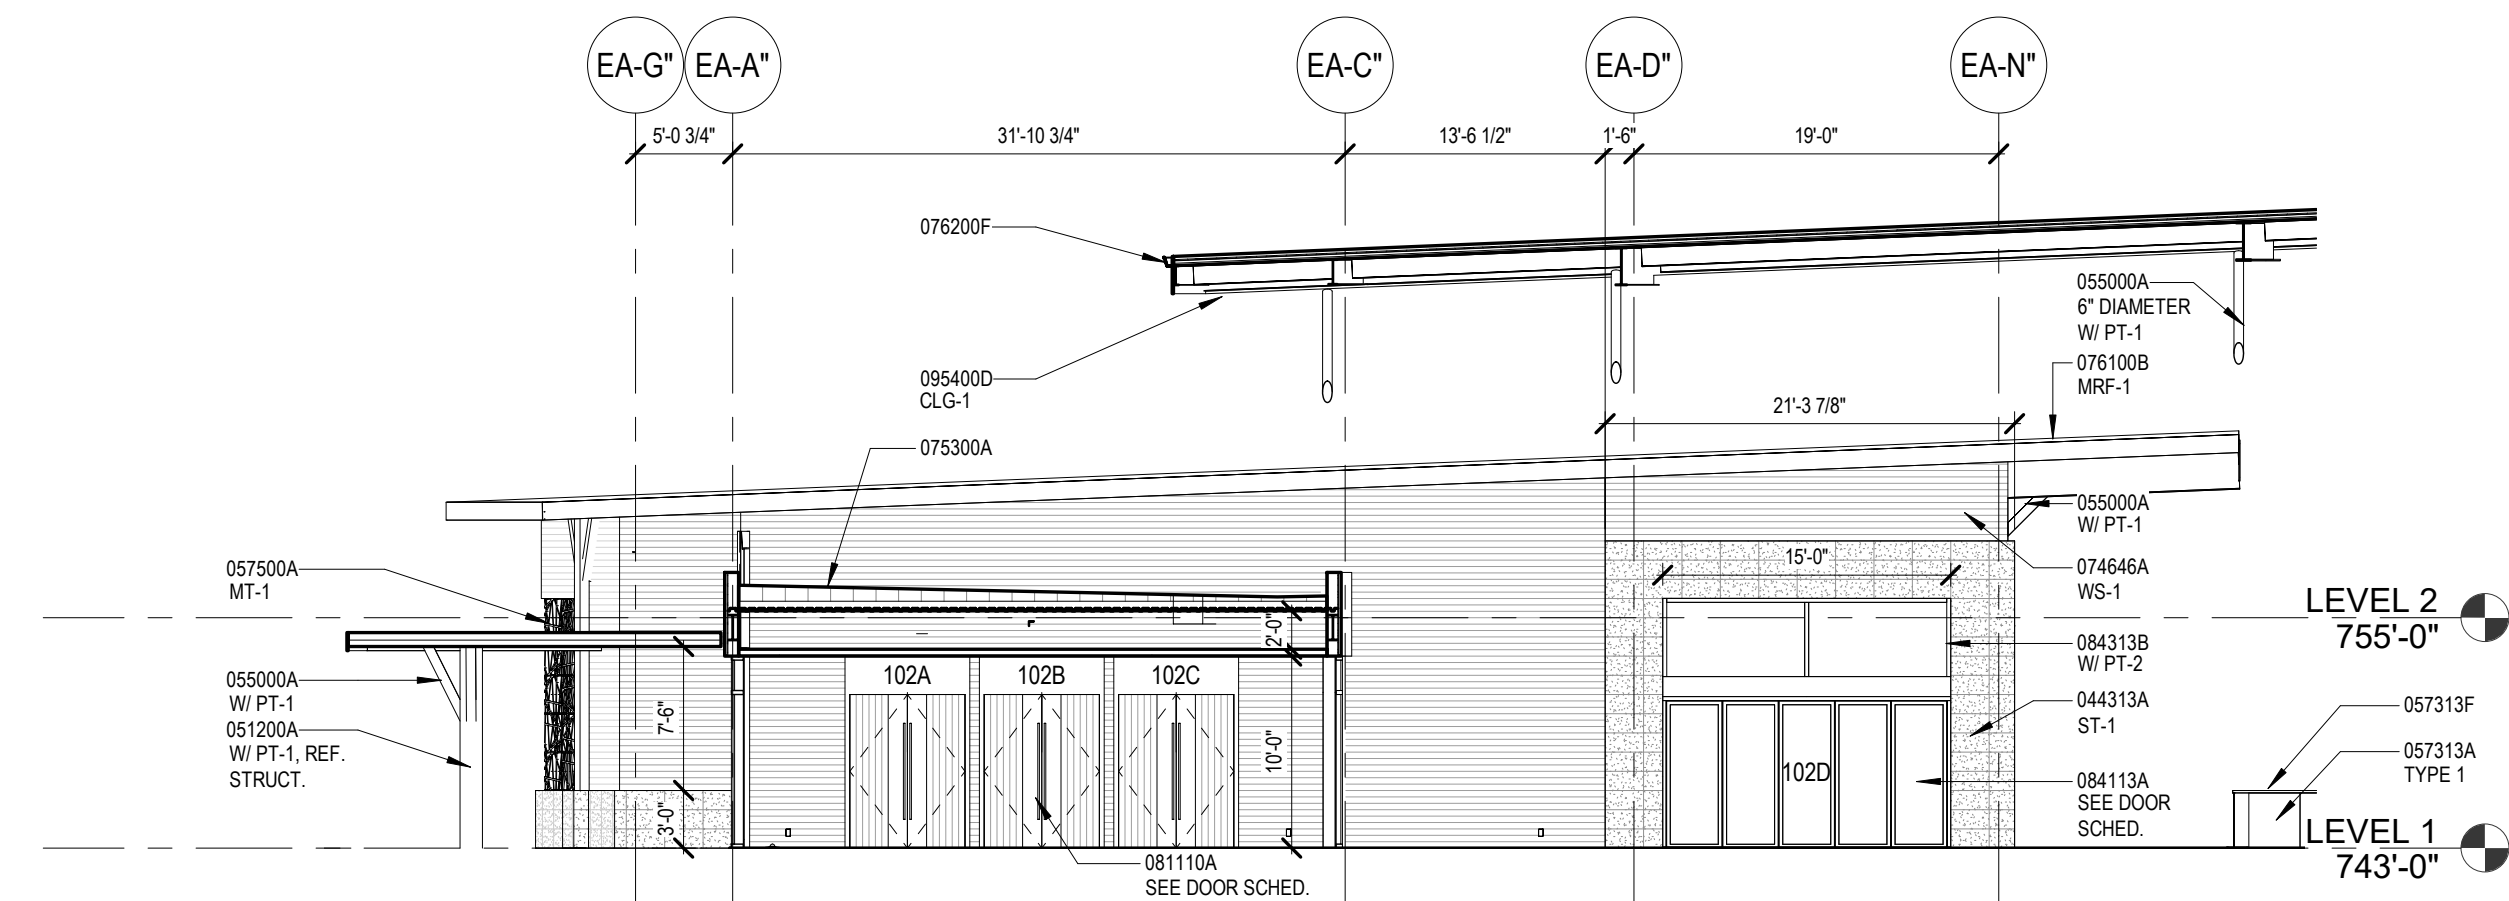 EA-G"
EA-A"
EA-C"
EA-D"
EA-N"
5'-0 3/4"
31'-10 3/4"
13'-6 1/2"
1'-6"
19'-0"
076200F
055000A
6" DIAMETER
W/ PT-1
076100B
MRF-1
095400D
CLG-1
21'-3 7/8"
075300A
055000A
W/ PT-1
15'-0"
074646A
WS-1
057500A
MT-1
LEVEL 2
755'-0"
2'-0"
084313B
W/ PT-2
102A
102B
102C
055000A
W/ PT-1
051200A
W/ PT-1, REF.
STRUCT.
7'-6"
10'-0"
044313A
ST-1
057313F
057313A
TYPE 1
102D
084113A
SEE DOOR
SCHED.
3'-0"
LEVEL 1
743'-0"
081110A
SEE DOOR SCHED.